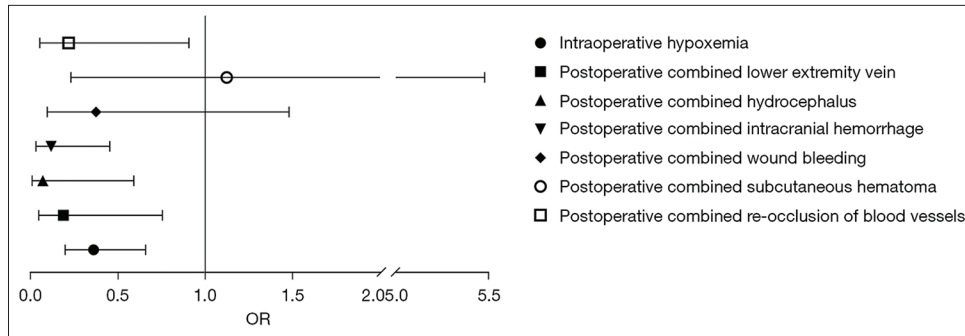 Intraoperative hypoxemia
Postoperative combined lower extremity vein
Postoperative combined hydrocephalus
Postoperative combined intracranial hemorrhage
Postoperative combined wound bleeding
Postoperative combined subcutaneous hematoma
Postoperative combined re-occlusion of blood vessels
0.0 0.5 1.0 1.5 2.0 5.0 5.5
OR